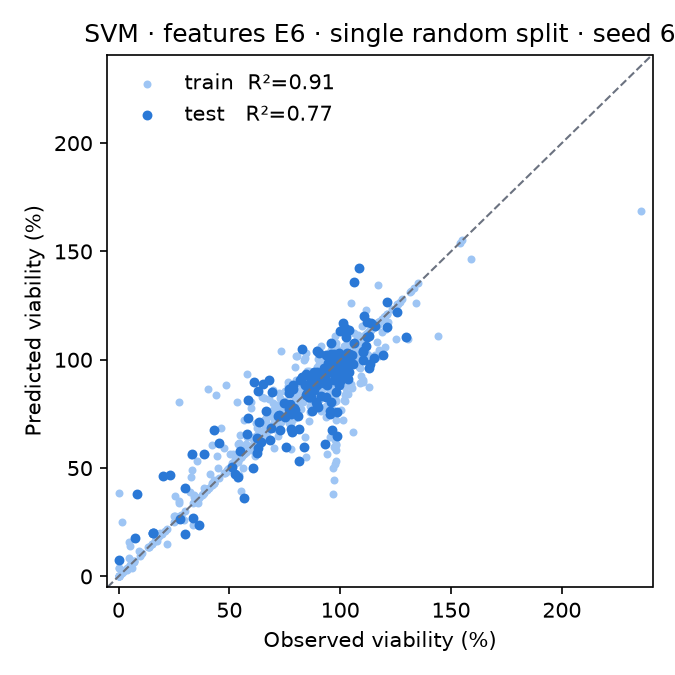 SVM · features E6 · single random split · seed 6
train R²=0.91
test R²=0.77
Predicted viability (%)
200
150
100
50
0
0 50 100 150 200
Observed viability (%)